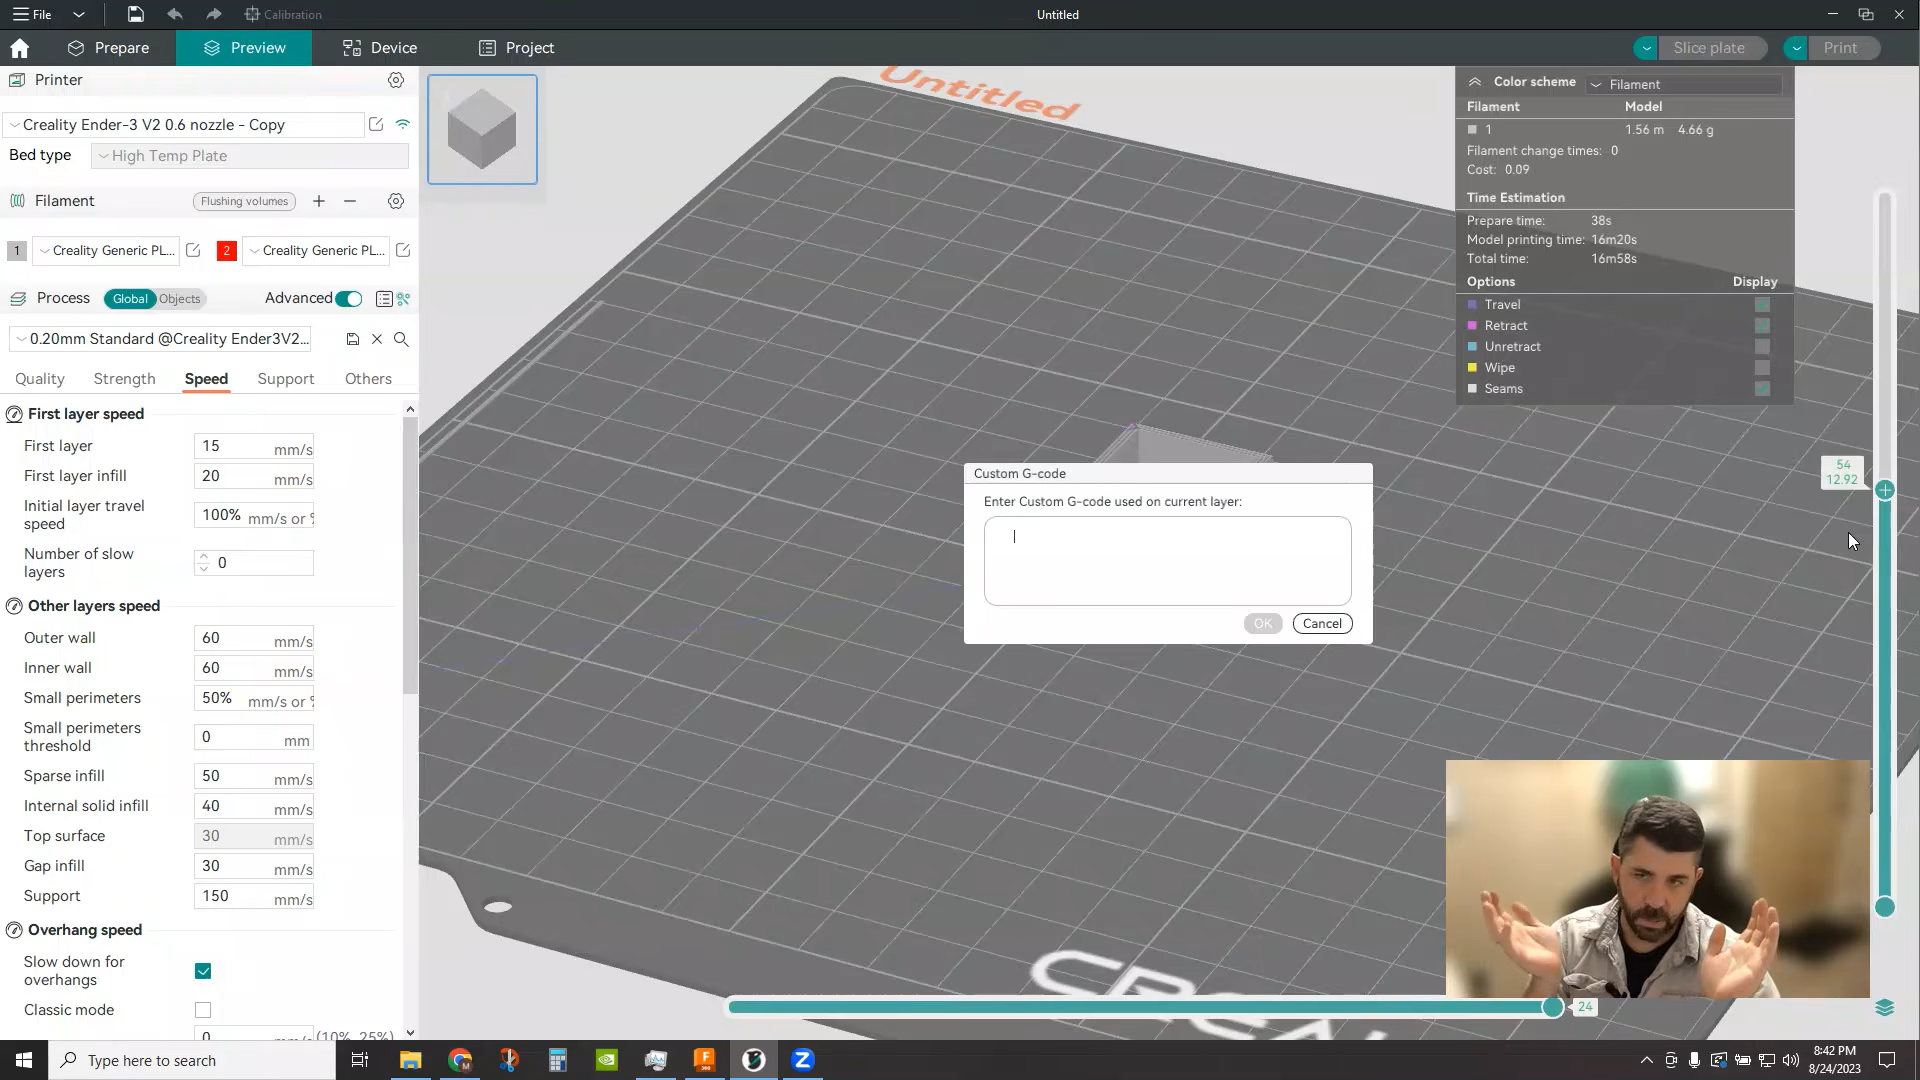 File
Calibration
Untitled
Prepare
Preview
Device
Project
Slice plate
Print
Printer
Creality Ender-3 V2 0.6 nozzle - Copy
Bed type
High Temp Plate
Filament
Flushing volumes
1
Creality Generic PL...
2
Creality Generic PL...
Process
Global
Objects
Advanced
0.20mm Standard @Creality Ender3V2...
Quality
Strength
Speed
Support
Others
First layer speed
First layer
15 mm/s
First layer infill
20 mm/s
Initial layer travel
speed
100% mm/s or
Number of slow
layers
0
Other layers speed
Outer wall
60 mm/s
Inner wall
60 mm/s
Small perimeters
50% mm/s or
Small perimeters
threshold
0 mm
Sparse infill
50 mm/s
Internal solid infill
40 mm/s
Top surface
30 mm/s
Gap infill
30 mm/s
Support
150 mm/s
Overhang speed
Slow down for
overhangs
Classic mode
Untitled
Color scheme
Filament
Filament Model
1 1.56 m 4.66 g
Filament change times: 0
Cost: 0.09
Time Estimation
Prepare time: 38s
Model printing time: 16m20s
Total time: 16m58s
Options Display
Travel
Retract
Unretract
Wipe
Seams
54
12.92
Custom G-code
Enter Custom G-code used on current layer:
OK
Cancel
24
Type here to search
8:42 PM
8/24/2023